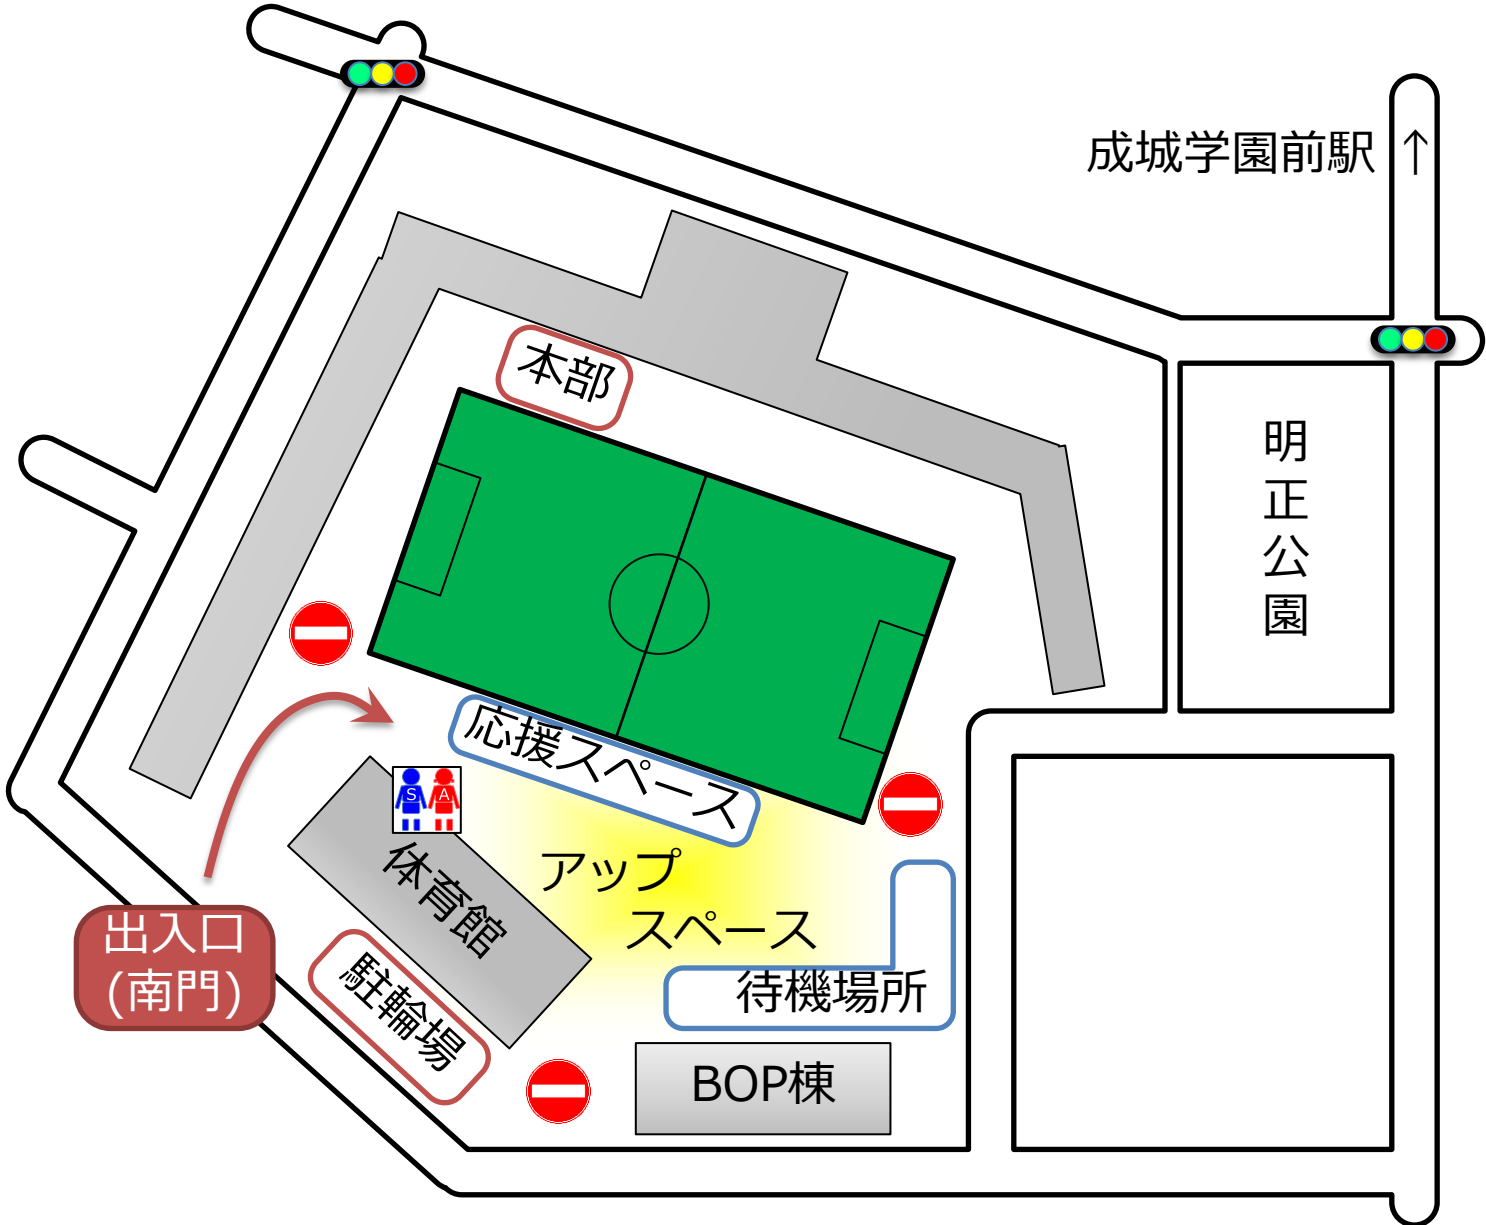 成城学園前駅 ↑
本部
明正公園
応援スペース
S A
アップ
スペース
体育館
出入口
(南門)
待機場所
駐輪場
BOP棟